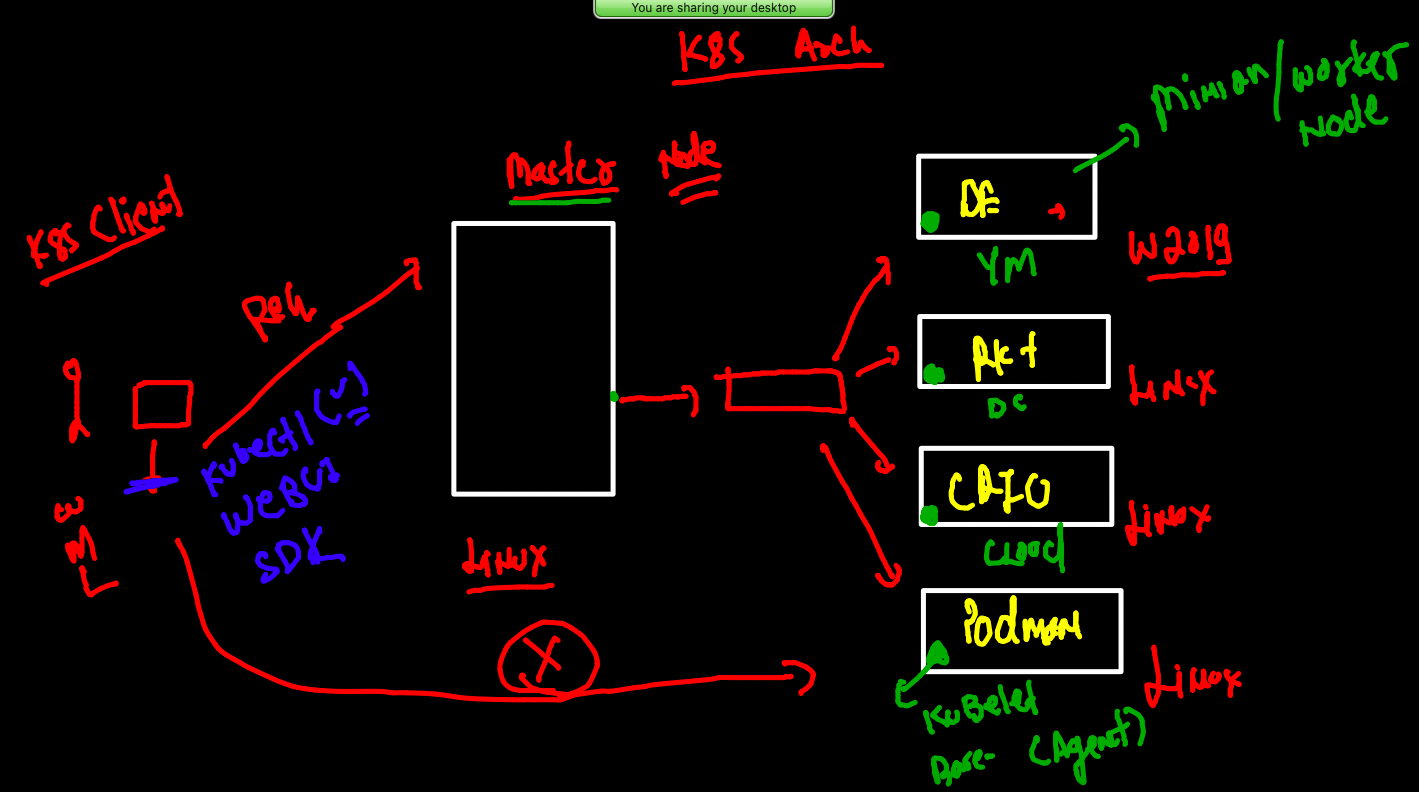 You are sharing your desktop
K8S Arch
Minion/Worker
Node
Master Node
K8S Client
DE
VM
W2019
REQ
RKT
DC
Linux
Kubectl (v)
WEBUI
SDK
W
M
L
CRIO
Cloud
Linux
Linux
X
Podman
Linux
Kubelet
(Agent)